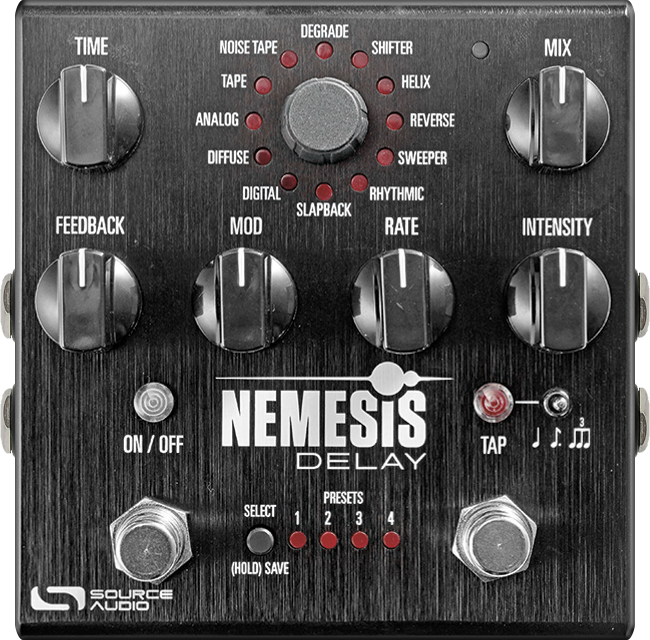 TIME
DEGRADE
MIX
NOISE TAPE
SHIFTER
TAPE
HELIX
ANALOG
REVERSE
DIFFUSE
SWEEPER
DIGITAL
RHYTHMIC
SLAPBACK
FEEDBACK
MOD
RATE
INTENSITY
NEMESIS
DELAY
ON / OFF
TAP
3
SELECT
PRESETS
1 2 3 4
(HOLD) SAVE
SOURCE
AUDIO